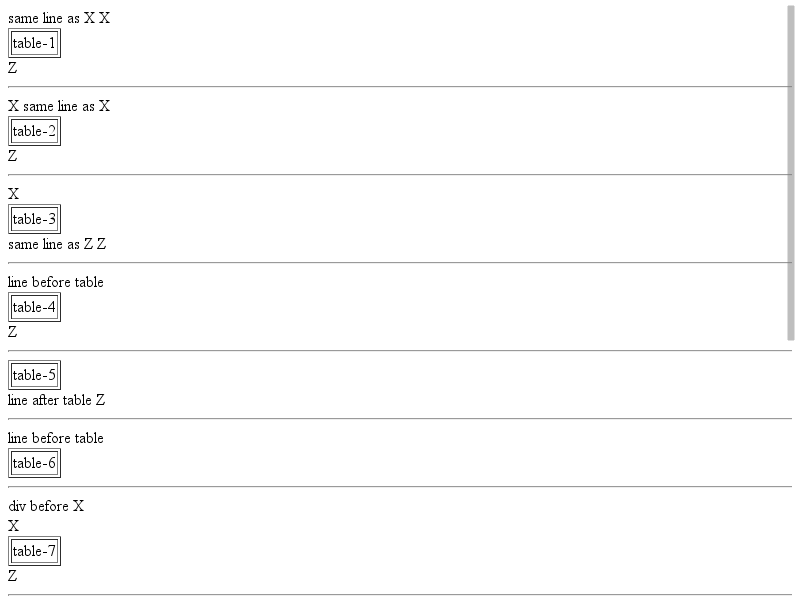 same line as X X
table-1
Z
X same line as X
table-2
Z
X
table-3
same line as Z Z
line before table
table-4
Z
table-5
line after table Z
line before table
table-6
div before X
X
table-7
Z